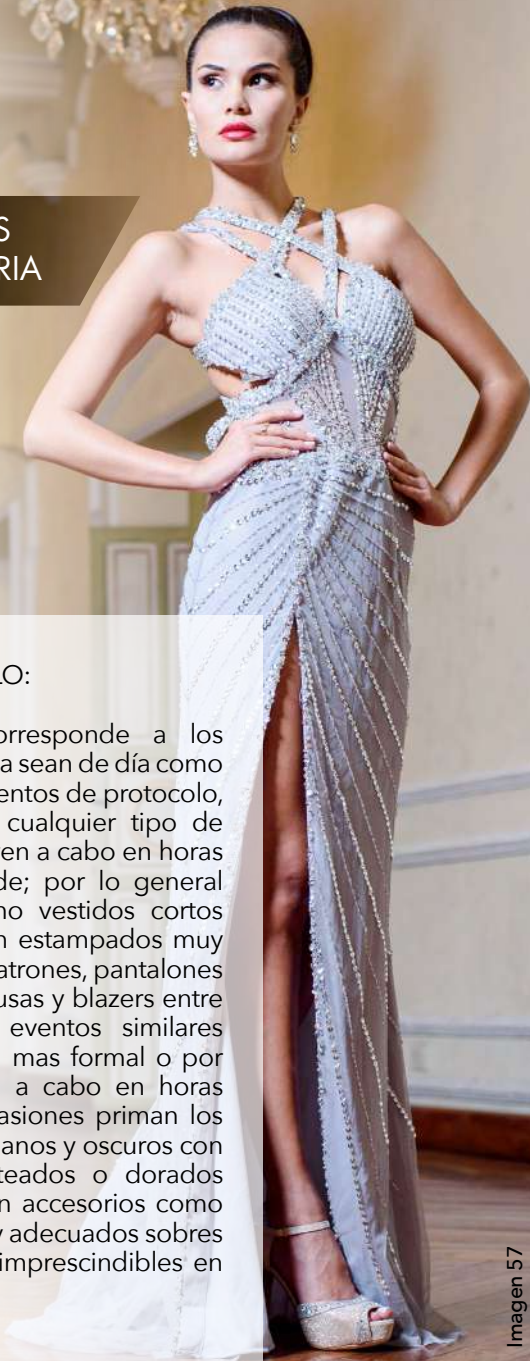 S
RIA
LO:
orresponde a los
a sean de día como
entos de protocolo,
cualquier tipo de
en a cabo en horas
de; por lo general
no vestidos cortos
n estampados muy
atrones, pantalones
usas y blazers entre
eventos similares
mas formal o por
a cabo en horas
asiones priman los
anos y oscuros con
teados o dorados
n accesorios como
y adecuados sobres
imprescindibles en
Imagen 57